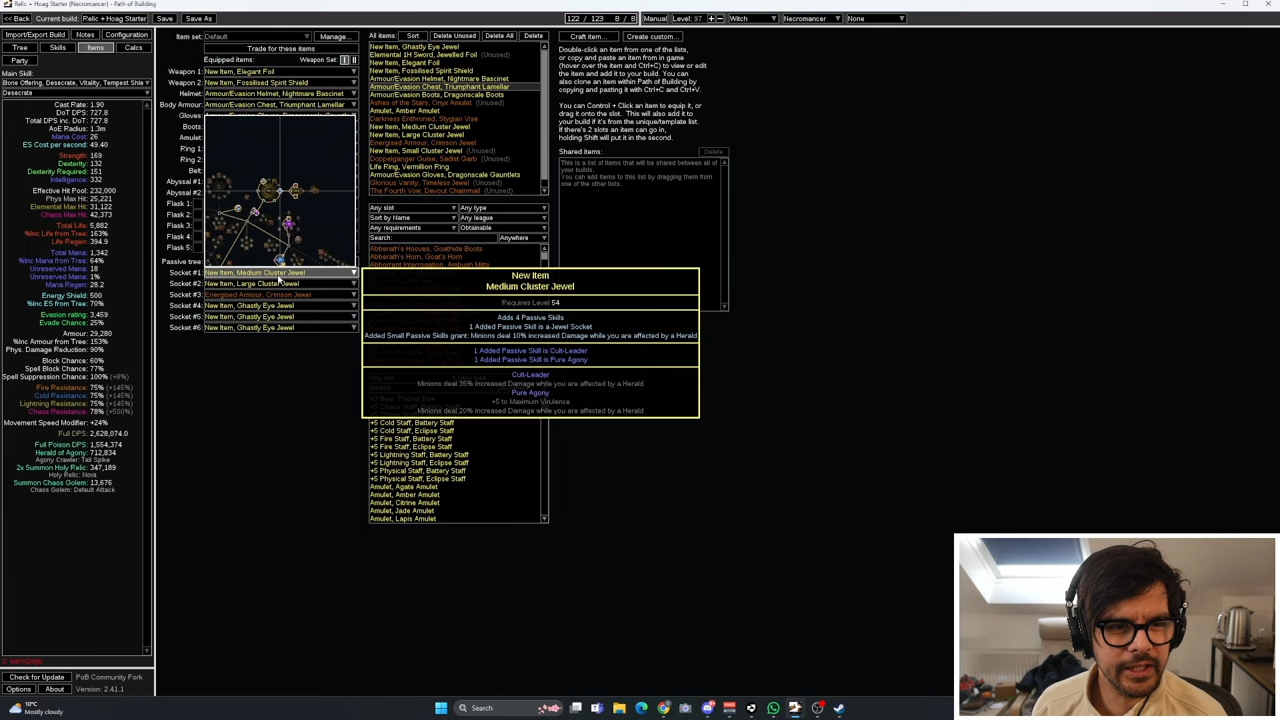 Relic + Hoag Starter (Necromancer) - Path of Building
<< Back
Current build:
Relic + Hoag Starter (Necromancer)
Save
Save As
122 / 123 8 / 8
Manual
Level: 97
+
Witch
Necromancer
None
Import/Export Build
Notes
Configuration
Tree
Skills
Items
Calcs
Party
Main Skill:
Bone Offering, Desecrate, Vitality, Tempest Shie
Desecrate
Cast Rate: 1.90
DoT DPS: 727.8
Total DPS inc. DoT: 727.8
AoE Radius: 1.3m
Mana Cost: 26
ES Cost per second: 49.40
Strength: 169
Dexterity: 132
Dexterity Required: 151
Intelligence: 332
Effective Hit Pool: 232,000
Phys Max Hit: 25,221
Elemental Max Hit: 31,122
Chaos Max Hit: 42,373
Total Life: 5,882
%Inc Life from Tree: 163%
Life Regen: 394.9
Total Mana: 1,342
%Inc Mana from Tree: 64%
Unreserved Mana: 18
Unreserved Mana: 1%
Mana Regen: 28.2
Energy Shield: 500
%Inc ES from Tree: 70%
Evasion rating: 3,459
Evade Chance: 25%
Armour: 29,280
%Inc Armour from Tree: 153%
Phys. Damage Reduction: 90%
Block Chance: 60%
Spell Block Chance: 71%
Spell Suppression Chance: 100% (+8%)
Fire Resistance: 75% (+145%)
Cold Resistance: 75% (+145%)
Lightning Resistance: 75% (+145%)
Chaos Resistance: 78% (+500%)
Movement Speed Modifier: +24%
Full DPS: 2,628,074.0
Full Poison DPS: 1,554,374
Herald of Agony: 712,834
Agony Crawler: Tail Spike
2x Summon Holy Relic: 347,189
Holy Relic: Nova
Summon Chaos Golem: 13,676
Chaos Golem: Default Attack
2 warnings
Check for Update
PoB Community Fork
Options
About
Version: 2.41.1
Item set:
Default
Manage...
Trade for these items
Equipped items:
Weapon Set:
I
II
Weapon 1: New Item, Elegant Foil
Weapon 2: New Item, Fossilised Spirit Shield
Helmet: Armour/Evasion Helmet, Nightmare Bascinet
Body Armour: Armour/Evasion Chest, Triumphant Lamellar
Gloves:
Boots:
Amulet:
Ring 1:
Ring 2:
Belt:
Abyssal #1:
Abyssal #2:
Flask 1:
Flask 2:
Flask 3:
Flask 4:
Flask 5:
Passive tree:
Socket #1: New Item, Medium Cluster Jewel
Socket #2: New Item, Large Cluster Jewel
Socket #3: Energised Armour, Crimson Jewel
Socket #4: New Item, Ghastly Eye Jewel
Socket #5: New Item, Ghastly Eye Jewel
Socket #6: New Item, Ghastly Eye Jewel
All items:
Sort
Delete Unused
Delete All
Delete
New Item, Ghastly Eye Jewel
Elemental 1H Sword, Jewelled Foil (Unused)
New Item, Elegant Foil
New Item, Fossilised Spirit Shield
Armour/Evasion Helmet, Nightmare Bascinet
Armour/Evasion Chest, Triumphant Lamellar
Armour/Evasion Boots, Dragonscale Boots
Ashes of the Stars, Onyx Amulet (Unused)
Amulet, Amber Amulet
Darkness Enthroned, Stygian Vise
New Item, Medium Cluster Jewel
New Item, Large Cluster Jewel
Energised Armour, Crimson Jewel
New Item, Small Cluster Jewel (Unused)
Doppelganger Guise, Sadist Garb (Unused)
Life Ring, Vermillion Ring
Armour/Evasion Gloves, Dragonscale Gauntlets
Glorious Vanity, Timeless Jewel (Unused)
The Fourth Vow, Devout Chainmail (Unused)
Any slot
Any type
Sort by Name
Any league
Any requirements
Obtainable
Search:
Anywhere
Abberath's Hooves, Goathide Boots
Abberath's Horn, Goat's Horn
Abhorrent Interrogation, Ambush Mitts
New Item
Medium Cluster Jewel
Requires Level 54
Adds 4 Passive Skills
1 Added Passive Skill is a Jewel Socket
Added Small Passive Skills grant: Minions deal 10% increased Damage while you are affected by a Herald
1 Added Passive Skill is Cult-Leader
1 Added Passive Skill is Pure Agony
Cult-Leader
Minions deal 35% increased Damage while you are affected by a Herald
Pure Agony
+5 to Maximum Virulence
Minions deal 20% increased Damage while you are affected by a Herald
+5 Cold Staff, Battery Staff
+5 Cold Staff, Eclipse Staff
+5 Fire Staff, Battery Staff
+5 Fire Staff, Eclipse Staff
+5 Lightning Staff, Battery Staff
+5 Lightning Staff, Eclipse Staff
+5 Physical Staff, Battery Staff
+5 Physical Staff, Eclipse Staff
Amulet, Agate Amulet
Amulet, Amber Amulet
Amulet, Citrine Amulet
Amulet, Jade Amulet
Amulet, Lapis Amulet
Craft item...
Create custom...
Double-click an item from one of the lists,
or copy and paste an item from in game
(hover over the item and Ctrl+C) to view or edit
the item and add it to your build. You can
also clone an item within Path of Building by
copying and pasting it with Ctrl+C and Ctrl+V.
You can Control + Click an item to equip it, or
drag it onto the slot. This will also add it to
your build if it's from the unique/template list.
If there's 2 slots an item can go in,
holding Shift will put it in the second.
Shared items:
Delete
This is a list of items that will be shared between all of
your builds.
You can add items to this list by dragging them from
one of the other lists.
10°C
Mostly cloudy
Search